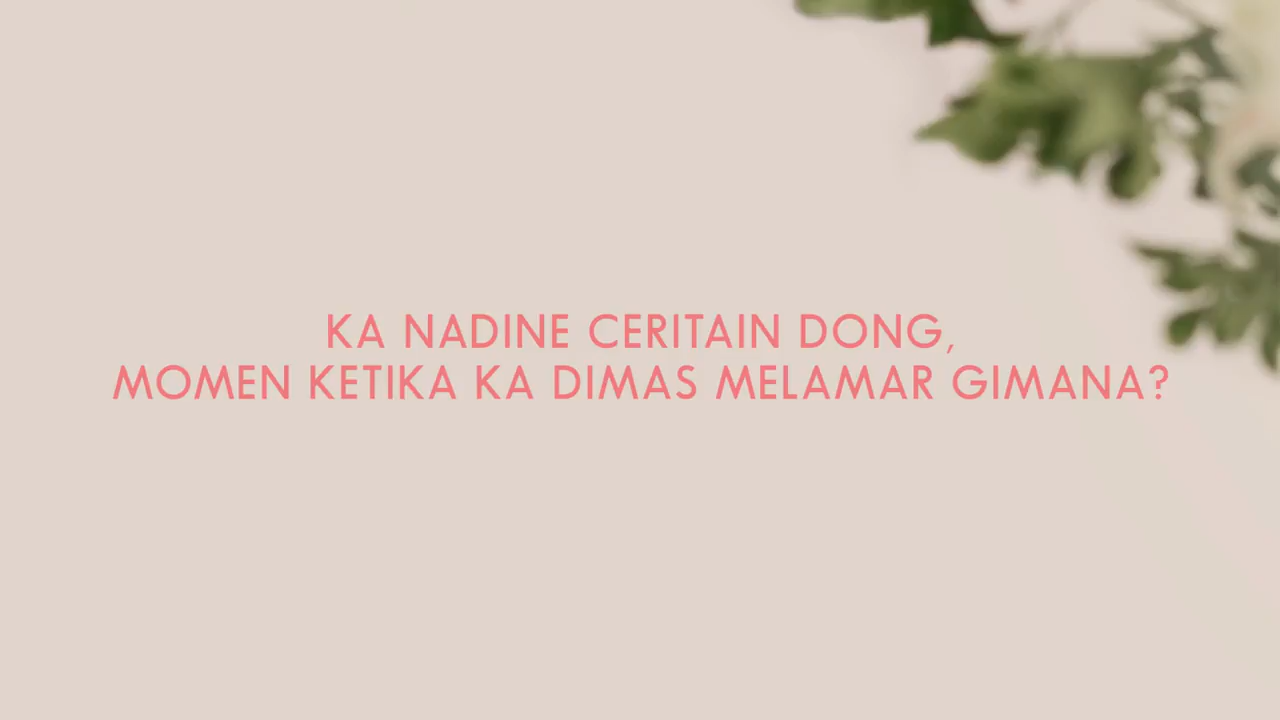 KA NADINE CERITAIN DONG,
MOMEN KETIKA KA DIMAS MELAMAR GIMANA?